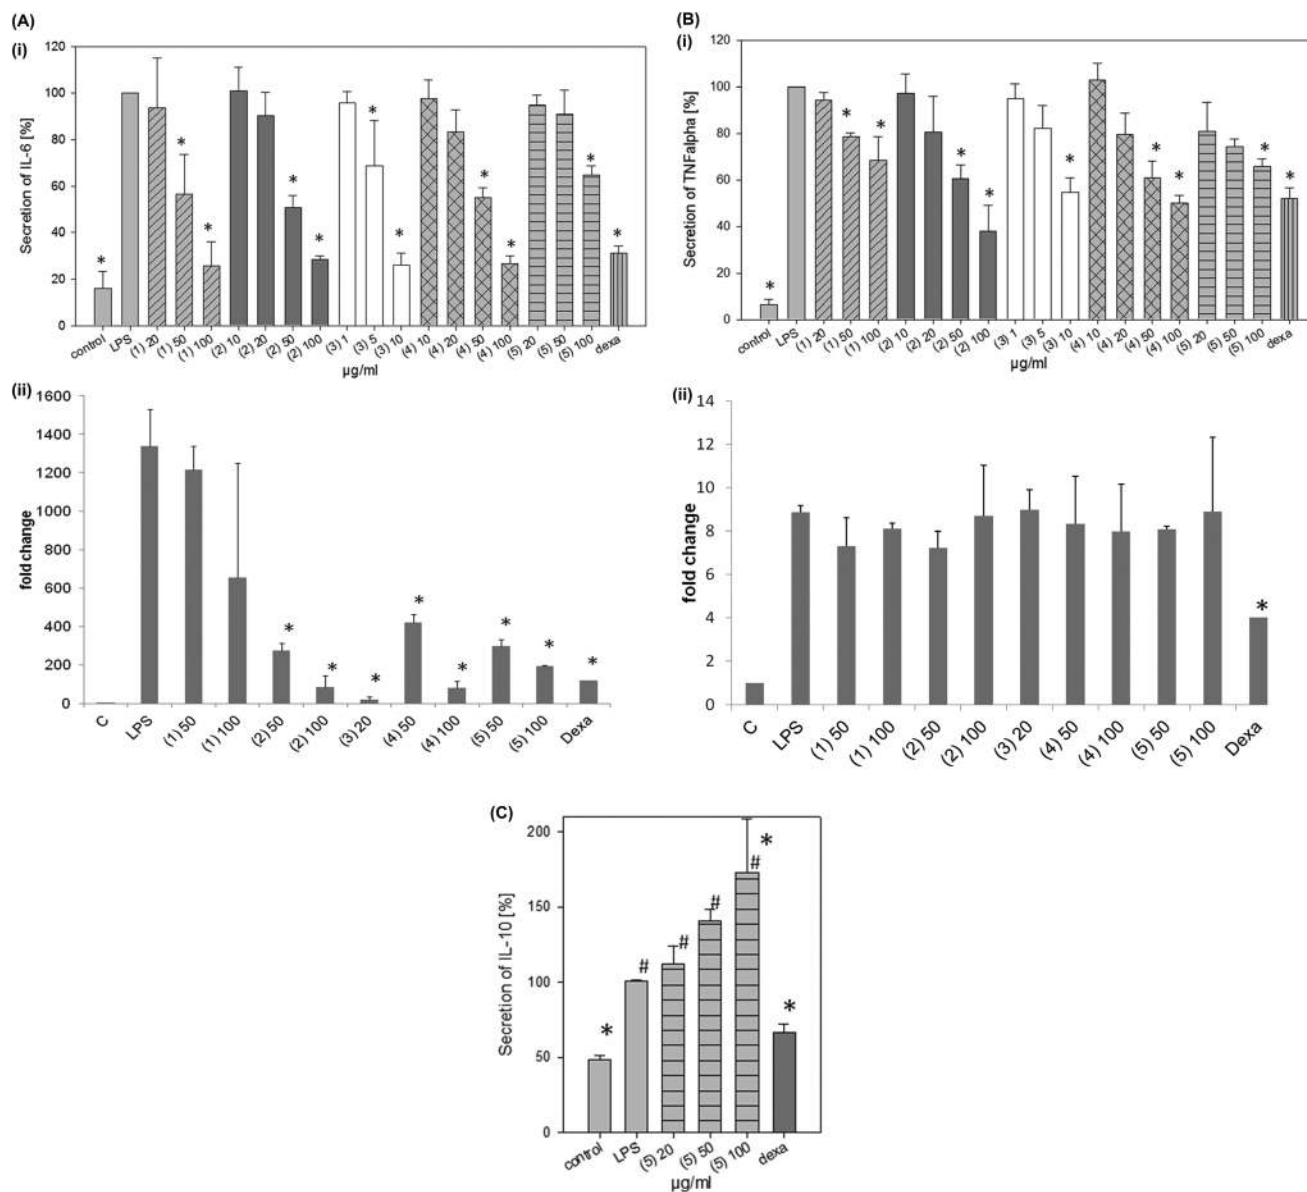 (A)
(i)
120
100
80
60
40
20
0
Secretion of IL-6 [%]
* * * * * * * * * * * *
control LPS (1) 20 (1) 50 (1) 100 (2) 10 (2) 20 (2) 50 (2) 100 (3) 1 (3) 5 (3) 10 (4) 10 (4) 20 (4) 50 (4) 100 (5) 20 (5) 50 (5) 100 dexa
µg/ml
(B)
(i)
120
100
80
60
40
20
0
Secretion of TNFalpha [%]
* * * * * * * * * *
control LPS (1) 20 (1) 50 (1) 100 (2) 10 (2) 20 (2) 50 (2) 100 (3) 1 (3) 5 (3) 10 (4) 10 (4) 20 (4) 50 (4) 100 (5) 20 (5) 50 (5) 100 dexa
µg/ml
(ii)
1600
1400
1200
1000
800
600
400
200
0
fold change
* * * * * * * *
C LPS (1) 50 (1) 100 (2) 50 (2) 100 (3) 20 (4) 50 (4) 100 (5) 50 (5) 100 Dexa
(ii)
14
12
10
8
6
4
2
0
fold change
*
C LPS (1) 50 (1) 100 (2) 50 (2) 100 (3) 20 (4) 50 (4) 100 (5) 50 (5) 100 Dexa
(C)
200
150
100
50
0
Secretion of IL-10 [%]
* # # # # * *
control LPS (5) 20 (5) 50 (5) 100 dexa
µg/ml